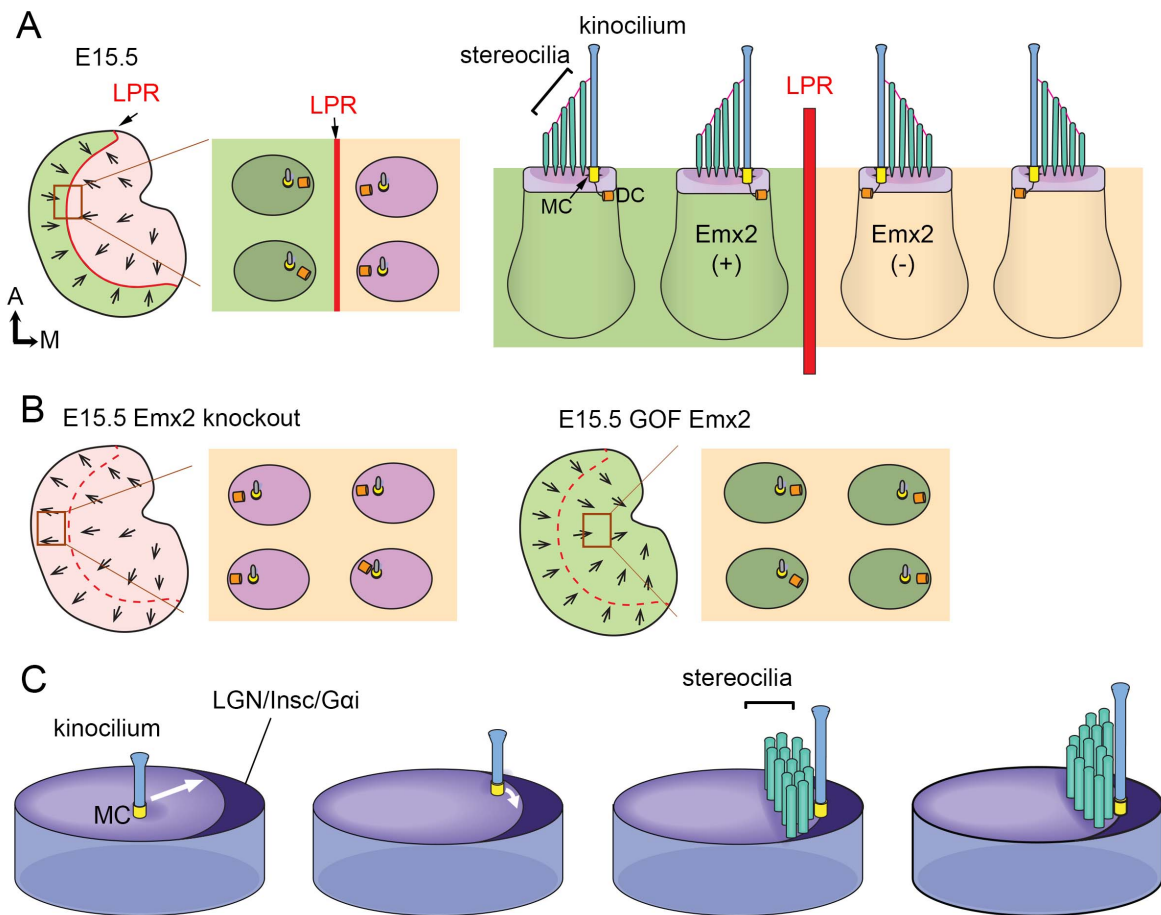 A
E15.5
LPR
A
M
LPR
kinocilium
stereocilia
LPR
MC
DC
Emx2
(+)
Emx2
(-)
B
E15.5 Emx2 knockout
E15.5 GOF Emx2
C
kinocilium
LGN/Insc/Gαi
MC
stereocilia